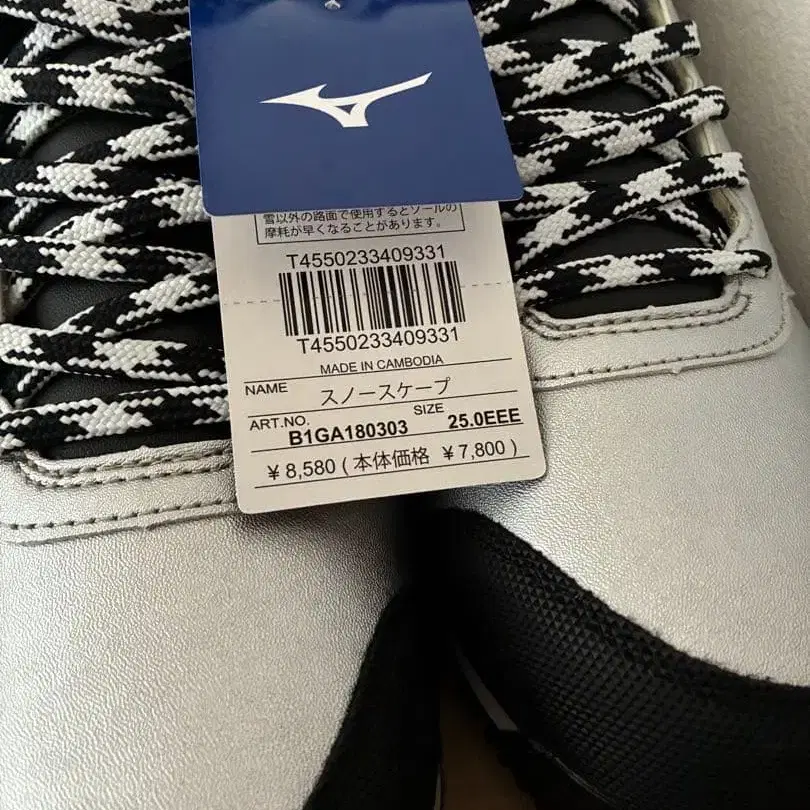 雪以外の路面で使用するとソールの
摩耗が早くなることがあります。
T4550233409331
T4550233409331
MADE IN CAMBODIA
NAME スノースケープ
ART.NO. B1GA180303 SIZE 25.0EEE
￥8,580 ( 本体価格 ￥7,800 )